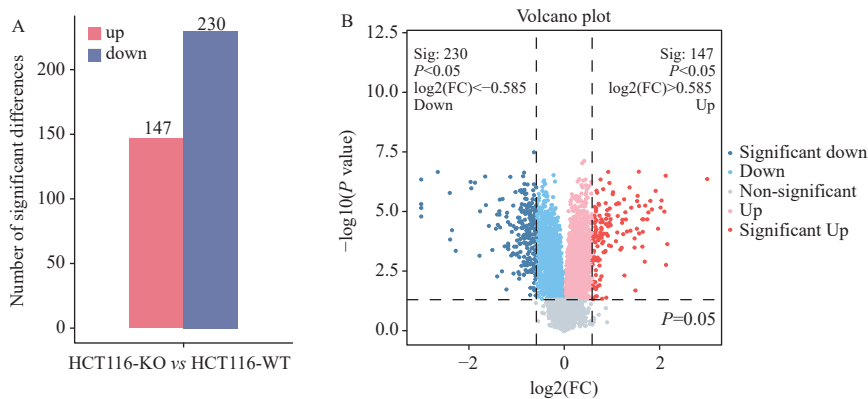 A
230
up
down
147
200
150
100
50
0
Number of significant differences
HCT116-KO vs HCT116-WT
B
Volcano plot
12.5
10.0
7.5
5.0
2.5
0.0
−log10(P value)
Sig: 230
P<0.05
log2(FC)<−0.585
Down
Sig: 147
P<0.05
log2(FC)>0.585
Up
P=0.05
−2
0
2
log2(FC)
Significant down
Down
Non-significant
Up
Significant Up